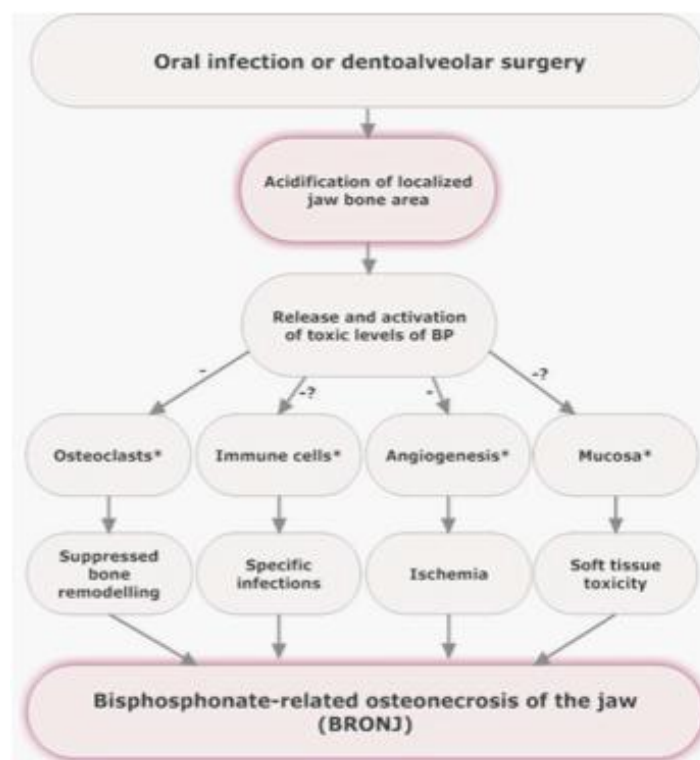 Oral infection or dentoalveolar surgery
Acidification of localized
jaw bone area
Release and activation
of toxic levels of BP
-
-?
-
-?
Osteoclasts*
Immune cells*
Angiogenesis*
Mucosa*
Suppressed
bone
remodelling
Specific
infections
Ischemia
Soft tissue
toxicity
Bisphosphonate-related osteonecrosis of the jaw
(BRONJ)